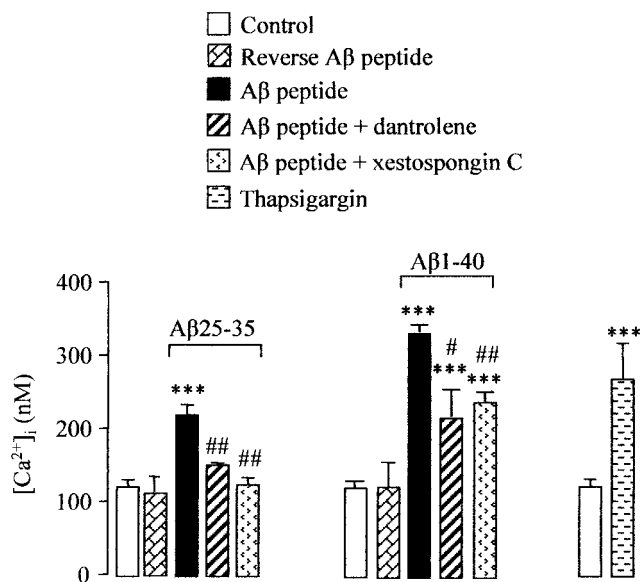 Control
Reverse Aβ peptide
Aβ peptide
Aβ peptide + dantrolene
Aβ peptide + xestospongin C
Thapsigargin
Aβ1-40
400
***
***
Aβ25-35
#
##
300
***
***
***
[Ca²⁺]ᵢ (nM)
200
##
##
100
0